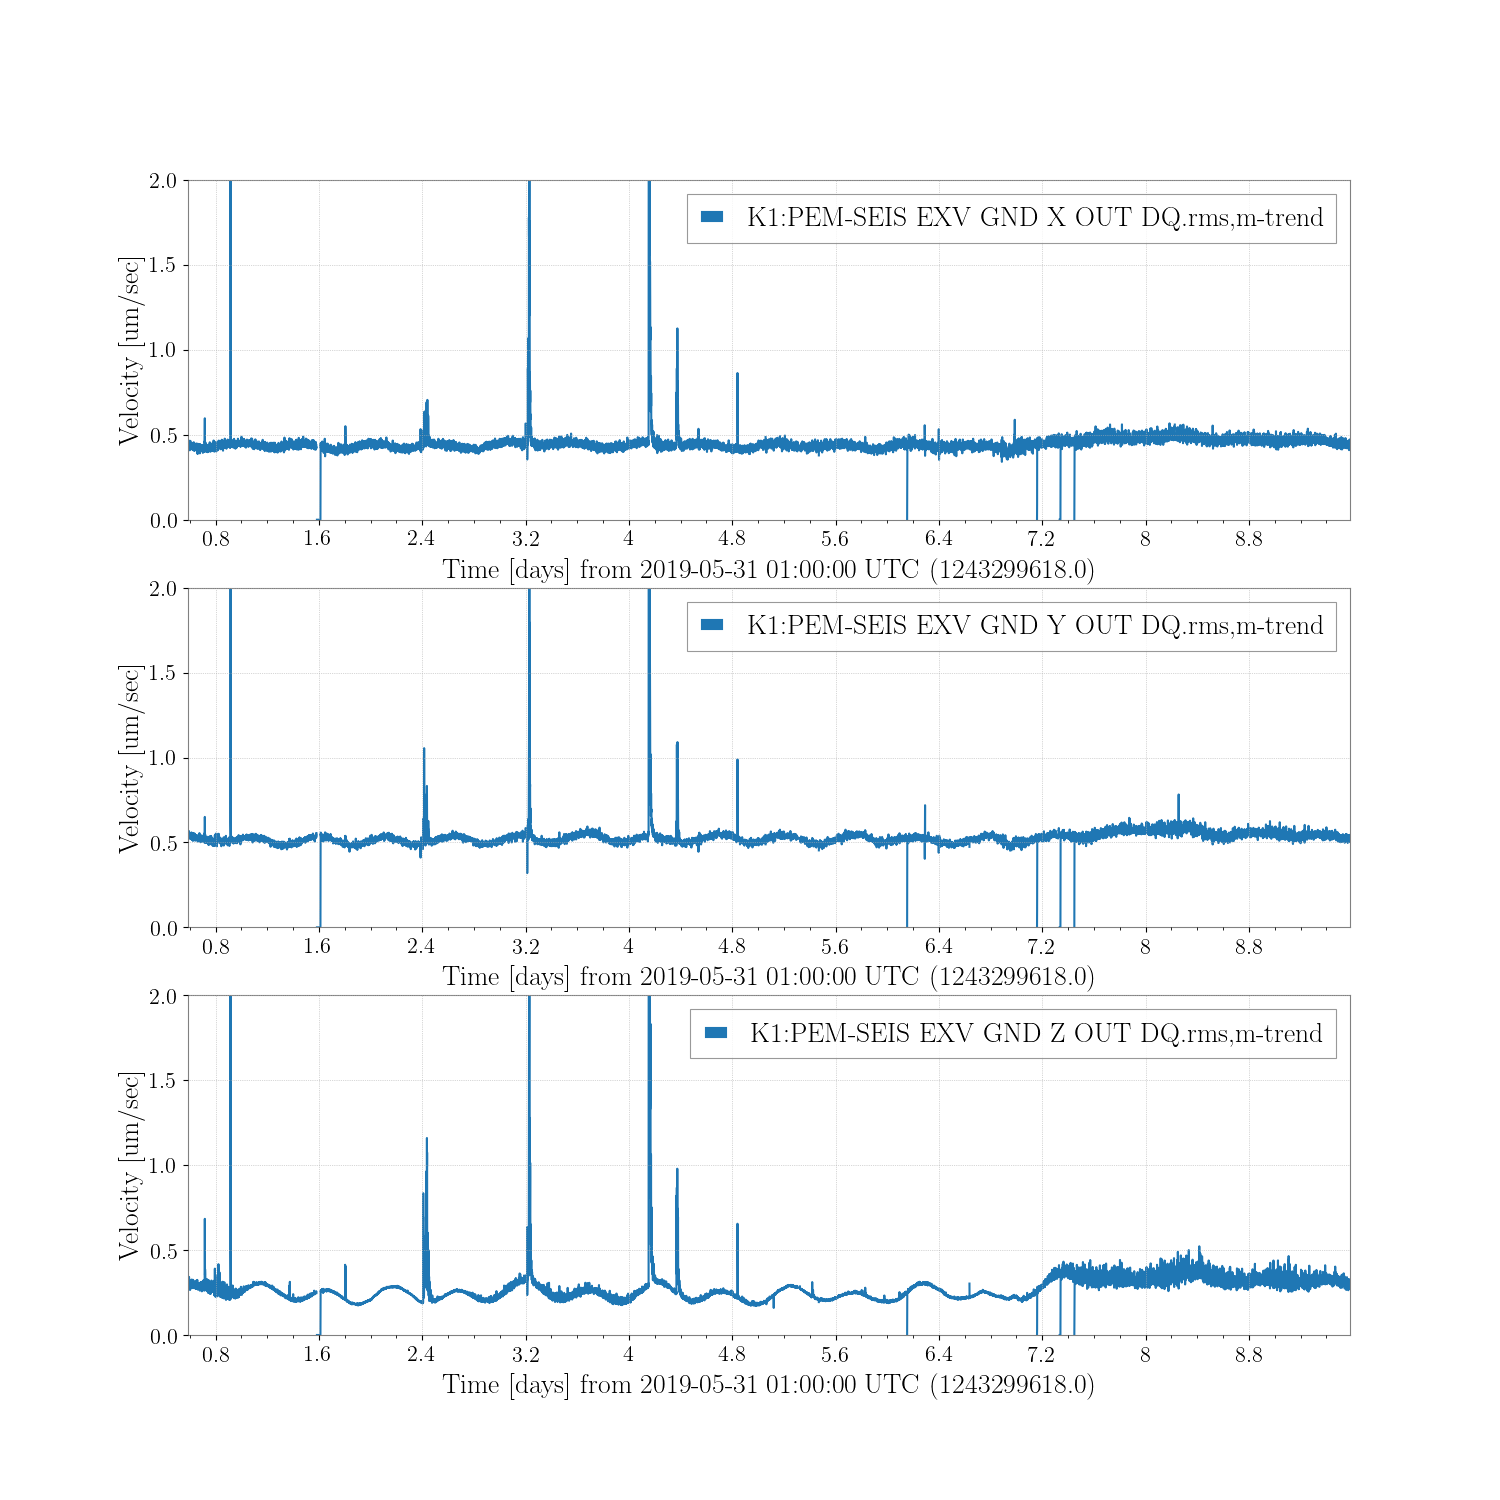 2.0
1.5
1.0
0.5
0.0
Velocity [um/sec]
K1:PEM-SEIS EXV GND X OUT DQ.rms,m-trend
0.8 1.6 2.4 3.2 4 4.8 5.6 6.4 7.2 8 8.8
Time [days] from 2019-05-31 01:00:00 UTC (1243299618.0)
2.0
1.5
1.0
0.5
0.0
Velocity [um/sec]
K1:PEM-SEIS EXV GND Y OUT DQ.rms,m-trend
0.8 1.6 2.4 3.2 4 4.8 5.6 6.4 7.2 8 8.8
Time [days] from 2019-05-31 01:00:00 UTC (1243299618.0)
2.0
1.5
1.0
0.5
0.0
Velocity [um/sec]
K1:PEM-SEIS EXV GND Z OUT DQ.rms,m-trend
0.8 1.6 2.4 3.2 4 4.8 5.6 6.4 7.2 8 8.8
Time [days] from 2019-05-31 01:00:00 UTC (1243299618.0)